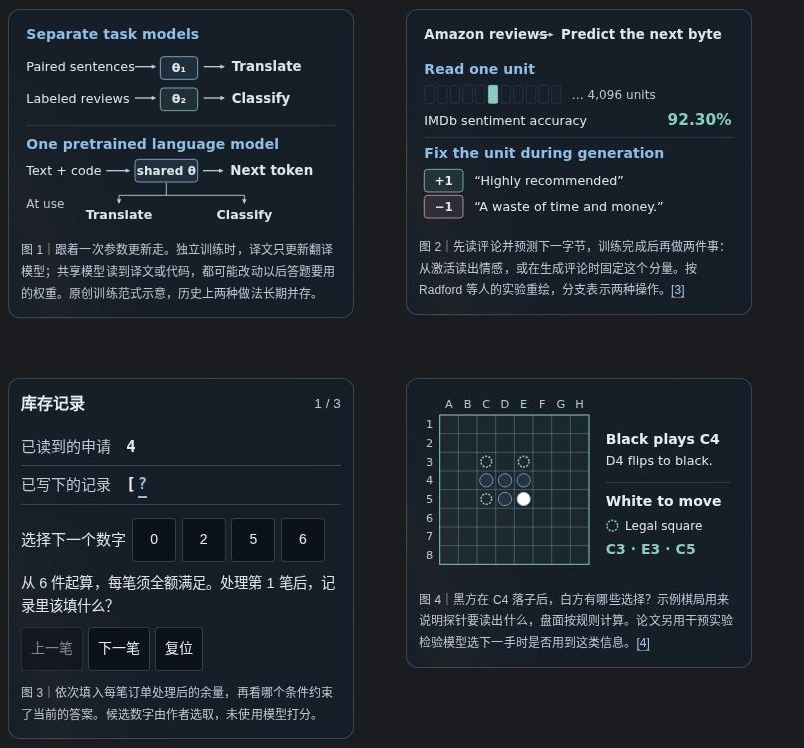 Separate task models
Paired sentences θ₁ Translate
Labeled reviews θ₂ Classify
One pretrained language model
Text + code shared θ Next token
At use
Translate Classify
图 1｜跟着一次参数更新走。独立训练时，译文只更新翻译
模型；共享模型读到译文或代码，都可能改动以后答题要用
的权重。原创训练范式示意，历史上两种做法长期并存。
Amazon reviews Predict the next byte
Read one unit
... 4,096 units
IMDb sentiment accuracy 92.30%
Fix the unit during generation
+1 “Highly recommended”
−1 “A waste of time and money.”
图 2｜先读评论并预测下一字节，训练完成后再做两件事：
从激活读出情感，或在生成评论时固定这个分量。按
Radford 等人的实验重绘，分支表示两种操作。[3]
库存记录 1 / 3
已读到的申请 4
已写下的记录 [ ?
选择下一个数字 0 2 5 6
从 6 件起算，每笔须全额满足。处理第 1 笔后，记
录里该填什么？
上一笔 下一笔 复位
图 3｜依次填入每笔订单处理后的余量，再看哪个条件约束
了当前的答案。候选数字由作者选取，未使用模型打分。
A B C D E F G H
1
2
3
4
5
6
7
8
Black plays C4
D4 flips to black.
White to move
Legal square
C3 · E3 · C5
图 4｜黑方在 C4 落子后，白方有哪些选择？示例棋局用来
说明探针要读出什么，盘面按规则计算。论文另用干预实验
检验模型选下一手时是否用到这类信息。[4]